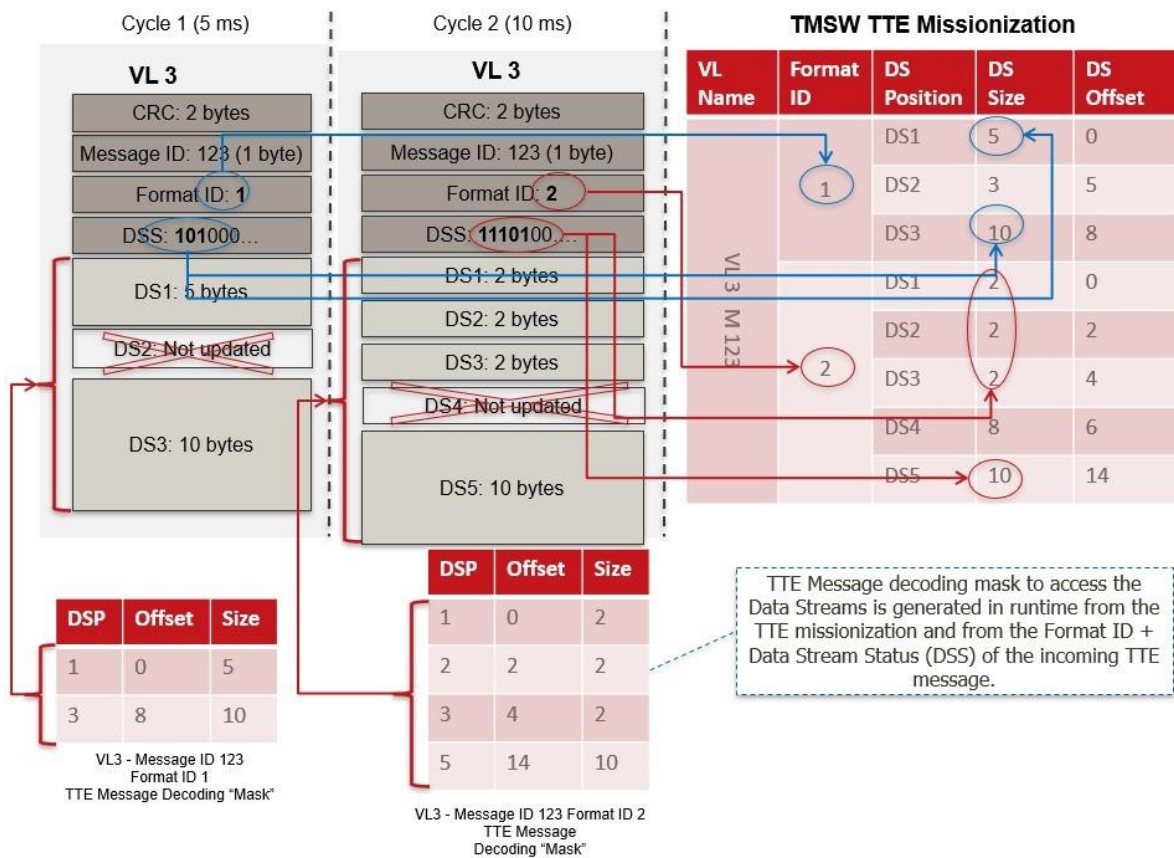 Cycle 1 (5 ms)
VL 3
CRC: 2 bytes
Message ID: 123 (1 byte)
Format ID: 1
DSS: 101000...
DS1: 5 bytes
DS2: Not updated
DS3: 10 bytes
Cycle 2 (10 ms)
VL 3
CRC: 2 bytes
Message ID: 123 (1 byte)
Format ID: 2
DSS: 1110100....
DS1: 2 bytes
DS2: 2 bytes
DS3: 2 bytes
DS4: Not updated
DS5: 10 bytes
TMSW TTE Missionization
VL Name Format ID DS Position DS Size DS Offset
VL 3 M 123
1 DS1 5 0
DS2 3 5
DS3 10 8
2 DS1 2 0
DS2 2 2
DS3 2 4
DS4 8 6
DS5 10 14
DSP Offset Size
1 0 5
3 8 10
VL3 - Message ID 123
Format ID 1
TTE Message Decoding “Mask”
DSP Offset Size
1 0 2
2 2 2
3 4 2
5 14 10
VL3 - Message ID 123 Format ID 2
TTE Message
Decoding “Mask”
TTE Message decoding mask to access the
Data Streams is generated in runtime from the
TTE missionization and from the Format ID +
Data Stream Status (DSS) of the incoming TTE
message.